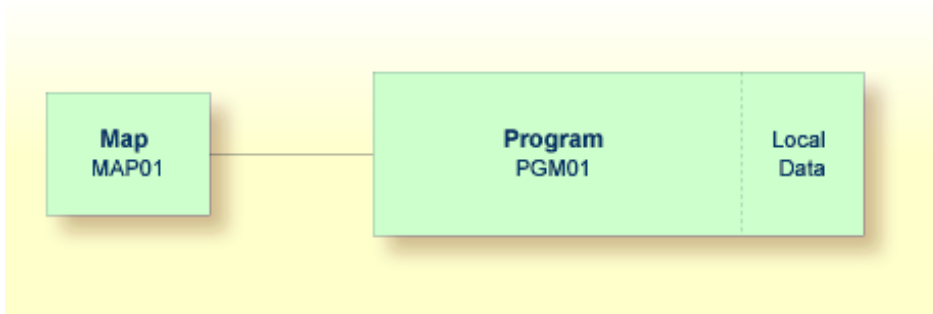 Map
MAP01
Program
PGM01
Local
Data